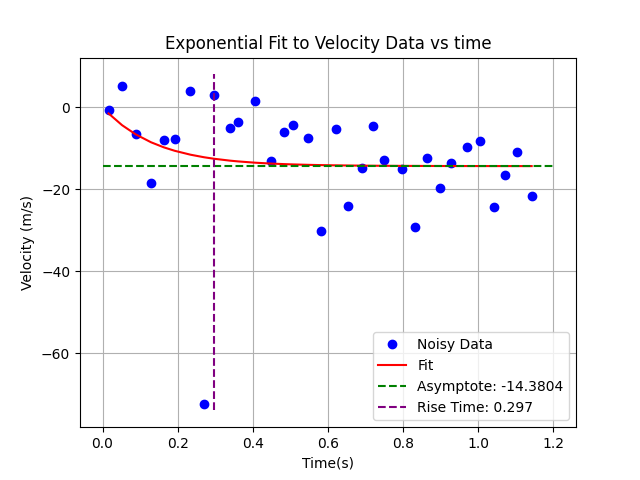 Exponential Fit to Velocity Data vs time
Velocity (m/s)
0
−20
−40
−60
0.0 0.2 0.4 0.6 0.8 1.0 1.2
Time(s)
Noisy Data
Fit
Asymptote: -14.3804
Rise Time: 0.297